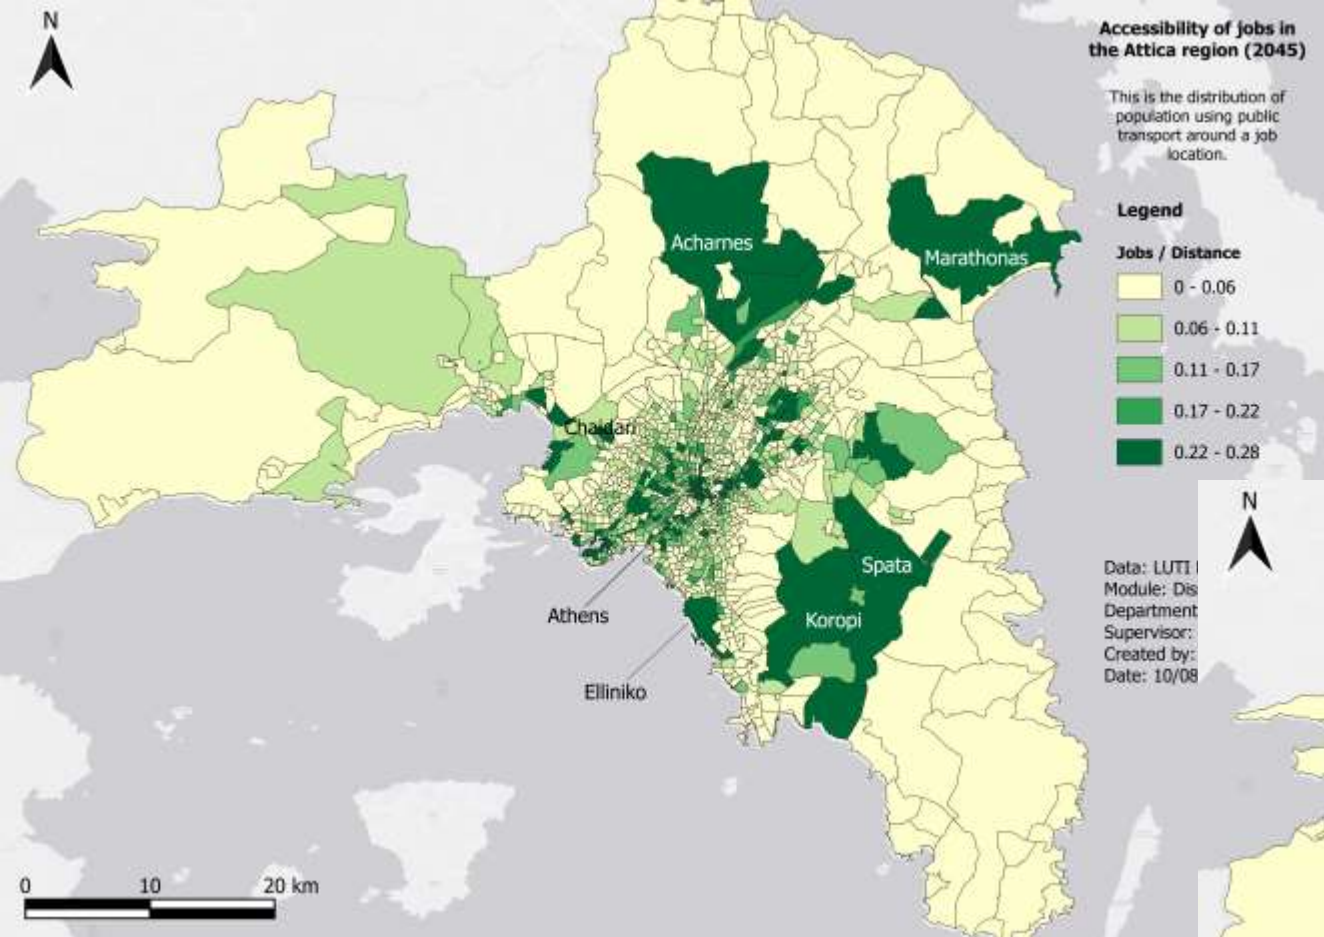 N
Accessibility of jobs in
the Attica region (2045)
This is the distribution of
population using public
transport around a job
location.
Legend
Jobs / Distance
0 - 0.06
0.06 - 0.11
0.11 - 0.17
0.17 - 0.22
0.22 - 0.28
Acharnes
Marathonas
Chaidari
Spata
Koropi
Athens
Elliniko
N
Data: LUTI
Module: Dis
Department
Supervisor:
Created by:
Date: 10/08
0 10 20 km